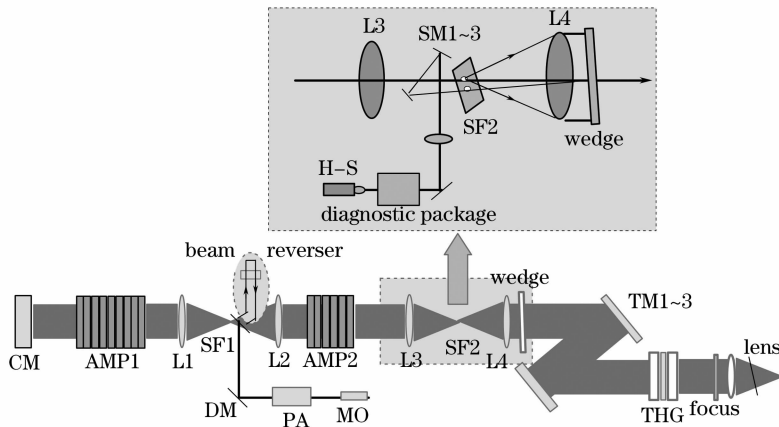 L3
SM1~3
L4
SF2
wedge
H-S
diagnostic package
beam reverser
wedge
TM1~3
CM
AMP1
L1
SF1
L2
AMP2
L3
SF2
L4
lens
DM
PA
MO
THG
focus